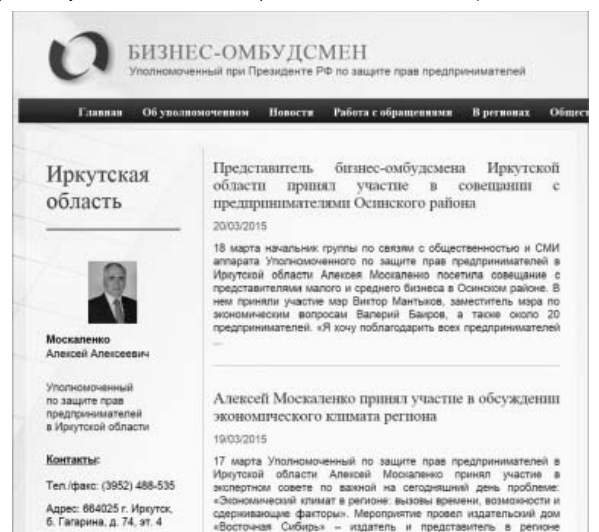 БИЗНЕС-ОМБУДСМЕН
Уполномоченный при Президенте РФ по защите прав предпринимателей
Главная Об уполномоченном Новости Работа с обращениями В регионах Общест
Иркутская
область
Москаленко
Алексей Алексеевич
Уполномоченный
по защите прав
предпринимателей
в Иркутской области
Контакты:
Тел./факс: (3952) 488-535
Адрес: 664025 г. Иркутск,
б. Гагарина, д. 74, эт. 4
Представитель бизнес-омбудсмена Иркутской
области принял участие в совещании с
предпринимателями Осинского района
20/03/2015
18 марта начальник группы по связям с общественностью и СМИ
аппарата Уполномоченного по защите прав предпринимателей в
Иркутской области Алексея Москаленко посетила совещание с
представителями малого и среднего бизнеса в Осинском районе. В
нем приняли участие мэр Виктор Мантыков, заместитель мэра по
экономическим вопросам Валерий Баиров, а также около 20
предпринимателей. «Я хочу поблагодарить всех предпринимателей
...
Алексей Москаленко принял участие в обсуждении
экономического климата региона
19/03/2015
17 марта Уполномоченный по защите прав предпринимателей в
Иркутской области Алексей Москаленко принял участие в
экспертном совете по важной на сегодняшний день проблеме:
«Экономический климат в регионе: вызовы времени, возможности и
сдерживающие факторы». Мероприятие провел издательский дом
«Восточная Сибирь» – издатель и представитель в регионе